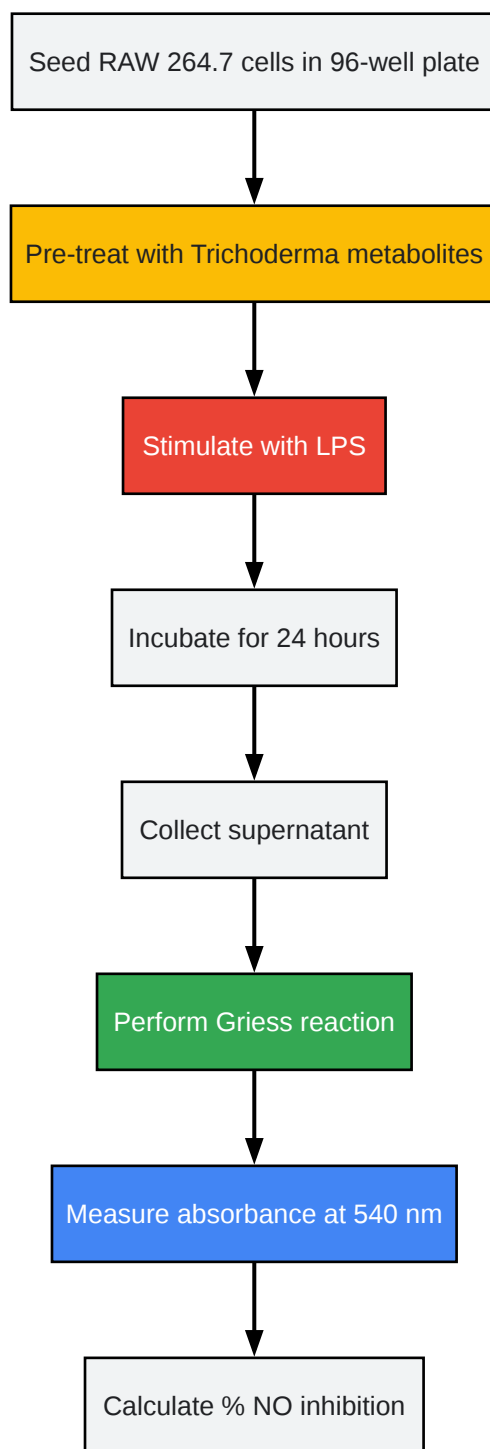 Seed RAW 264.7 cells in 96-well plate
Pre-treat with Trichoderma metabolites
Stimulate with LPS
Incubate for 24 hours
Collect supernatant
Perform Griess reaction
Measure absorbance at 540 nm
Calculate % NO inhibition